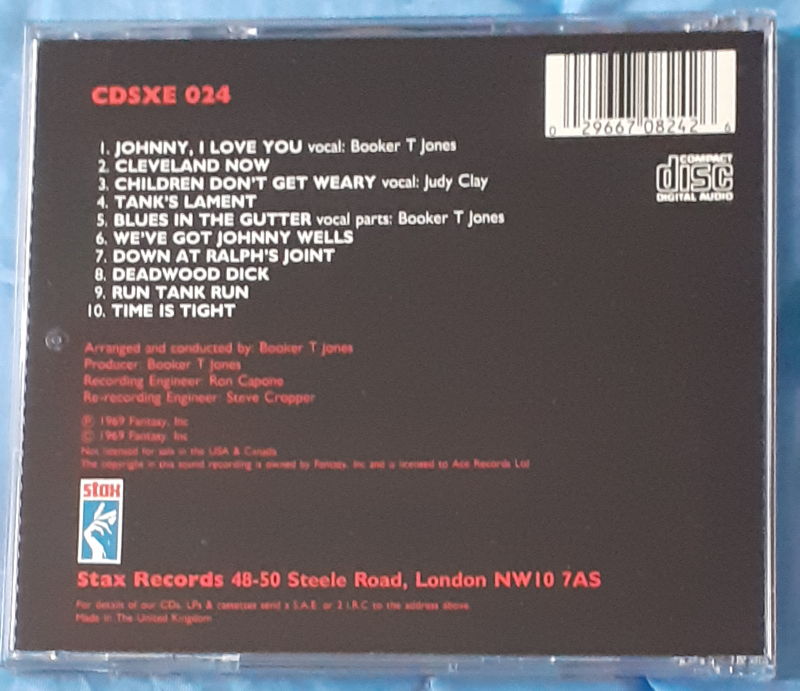 CDSXE 024
0 29667 08242 6
COMPACT
disc
DIGITAL AUDIO
1. JOHNNY, I LOVE YOU vocal: Booker T Jones
2. CLEVELAND NOW
3. CHILDREN DON'T GET WEARY vocal: Judy Clay
4. TANK'S LAMENT
5. BLUES IN THE GUTTER vocal parts: Booker T Jones
6. WE'VE GOT JOHNNY WELLS
7. DOWN AT RALPH'S JOINT
8. DEADWOOD DICK
9. RUN TANK RUN
10. TIME IS TIGHT
Arranged and conducted by: Booker T Jones
Producer: Booker T Jones
Recording Engineer: Ron Capone
Re-recording Engineer: Steve Cropper
℗ 1969 Fantasy, Inc
© 1969 Fantasy, Inc
Not licensed for sale in the USA & Canada
The copyright in this sound recording is owned by Fantasy, Inc and is licensed to Ace Records Ltd
stax
Stax Records 48-50 Steele Road, London NW10 7AS
For details of our CDs, LPs & cassettes send a S.A.E. or 2 I.R.C to the address above
Made in The United Kingdom